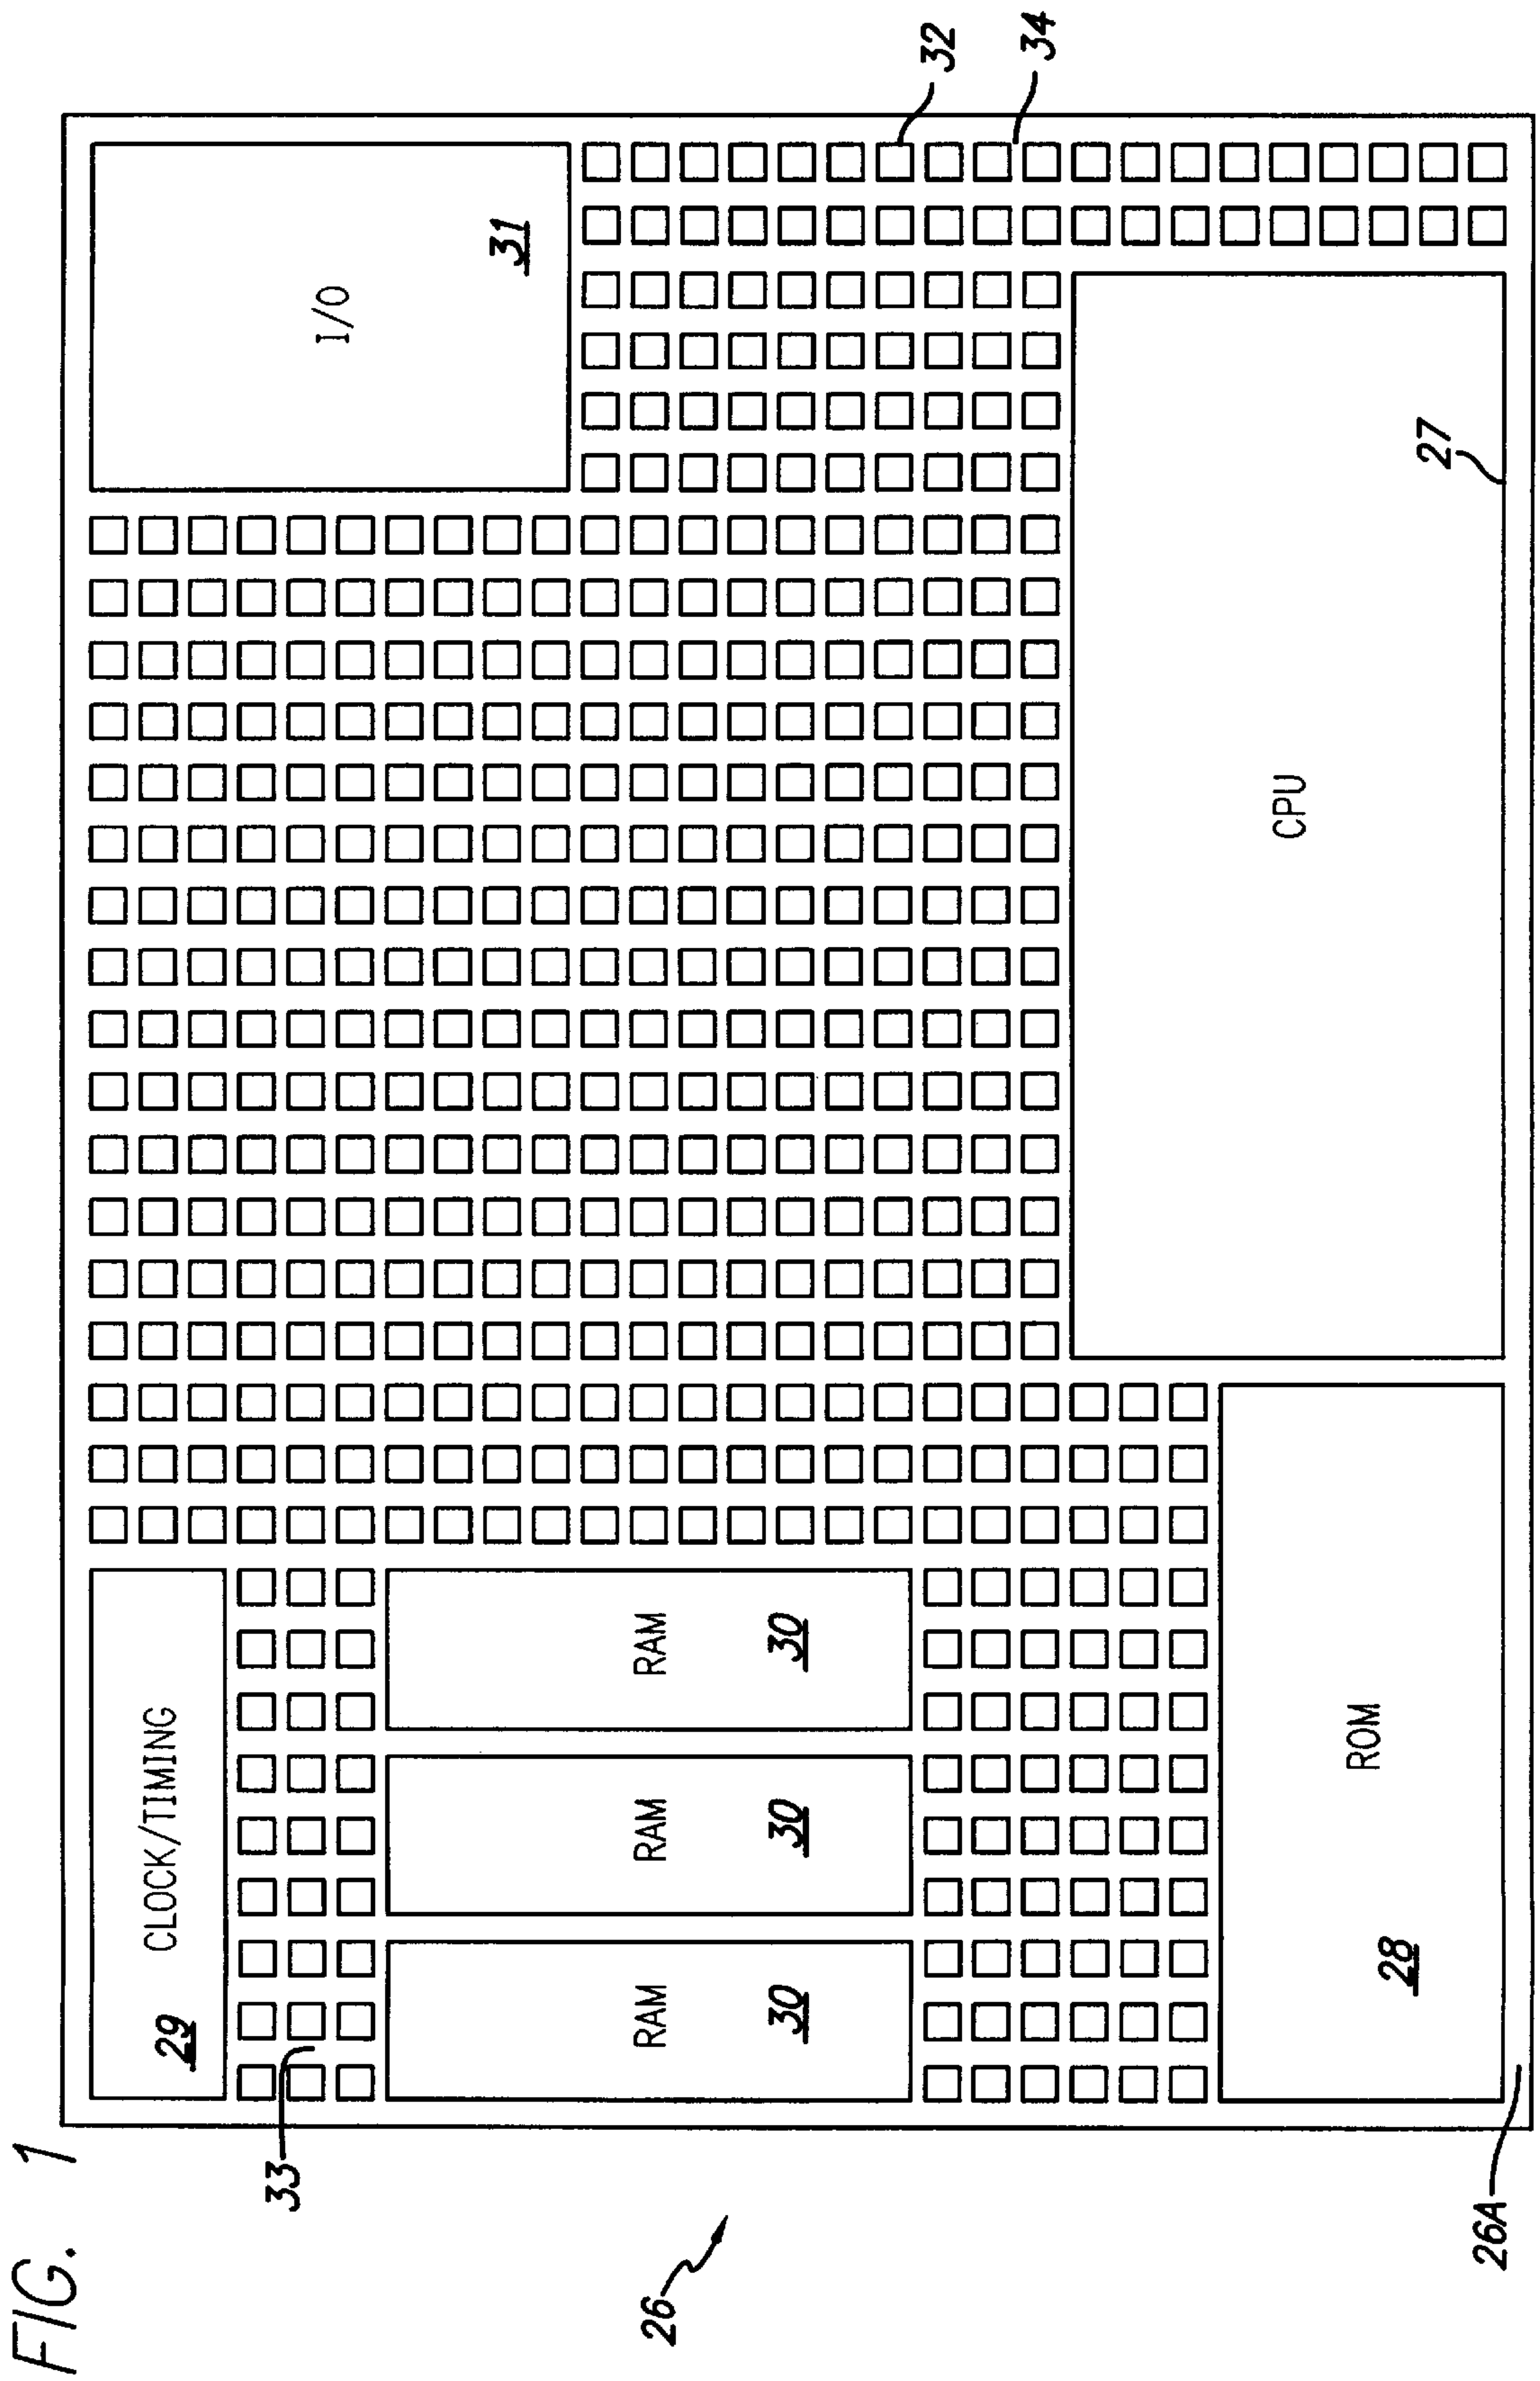 FIG. 1
32
34
I/O
31
27
CPU
CLOCK/TIMING
29
RAM
30
RAM
30
RAM
30
ROM
28
33
26
26A